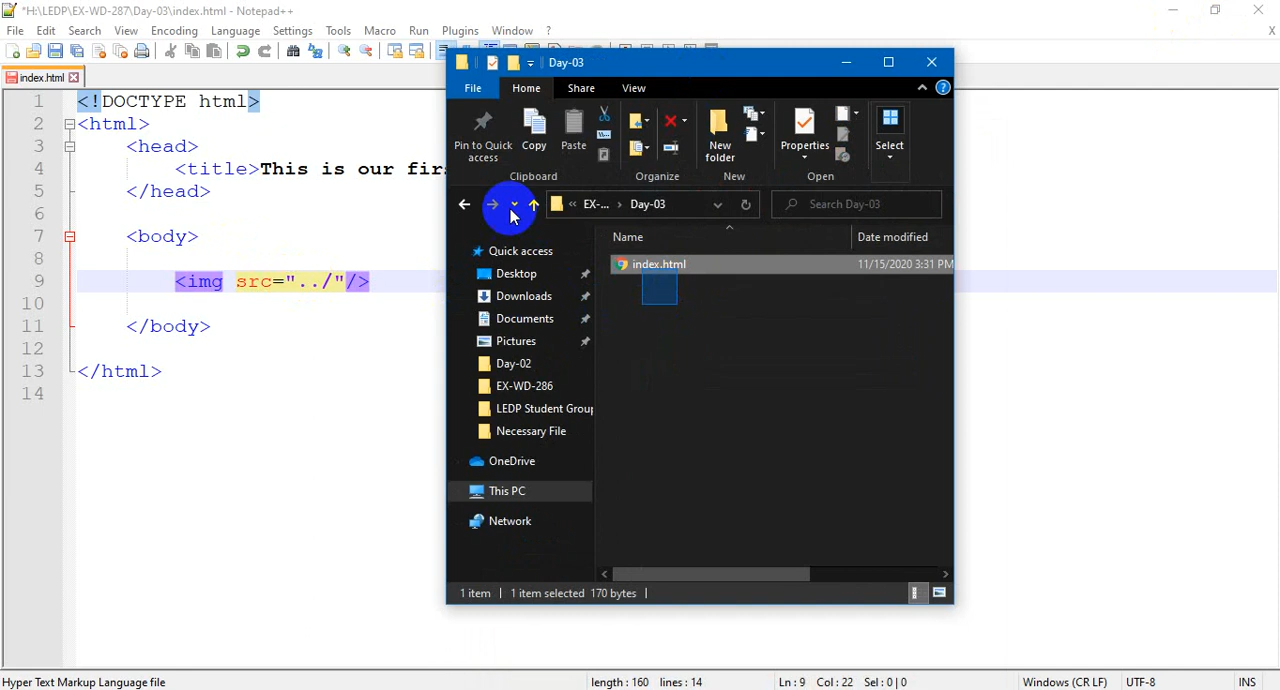 *H:\LEDP\EX-WD-287\Day-03\index.html - Notepad++
File Edit Search View Encoding Language Settings Tools Macro Run Plugins Window ? X
index.html
1 <!DOCTYPE html>
2 <html>
3 <head>
4 <title>This is our firs
5 </head>
6
7 <body>
8
9 <img src="../"/>
10
11 </body>
12
13 </html>
14
Day-03
File Home Share View
Pin to Quick access
Copy
Paste
New folder
Properties
Select
Clipboard Organize New Open
« EX-... › Day-03
Search Day-03
Name Date modified
index.html 11/15/2020 3:31 PM
Quick access
Desktop
Downloads
Documents
Pictures
Day-02
EX-WD-286
LEDP Student Group
Necessary File
OneDrive
This PC
Network
1 item 1 item selected 170 bytes
Hyper Text Markup Language file length : 160 lines : 14 Ln : 9 Col : 22 Sel : 0 | 0 Windows (CR LF) UTF-8 INS